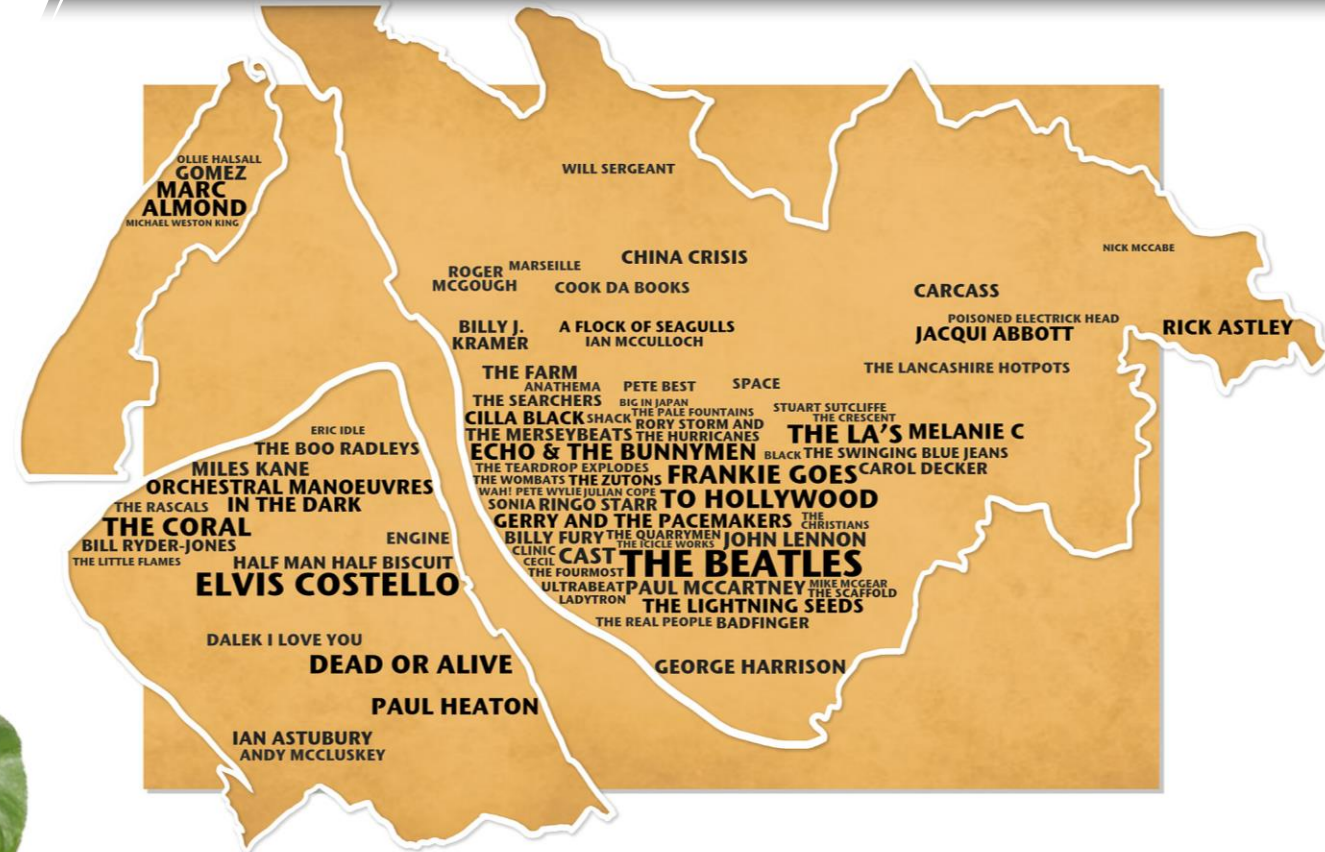 OLLIE HALSALL
GOMEZ
MARC
ALMOND
MICHAEL WESTON KING
WILL SERGEANT
NICK MCCABE
CHINA CRISIS
MARSEILLE
ROGER
MCGOUGH
COOK DA BOOKS
CARCASS
BILLY J.
KRAMER
A FLOCK OF SEAGULLS
IAN MCCULLOCH
POISONED ELECTRICK HEAD
JACQUI ABBOTT
RICK ASTLEY
THE LANCASHIRE HOTPOTS
THE FARM
ANATHEMA
PETE BEST
SPACE
THE SEARCHERS
BIG IN JAPAN
CILLA BLACK
SHACK
THE PALE FOUNTAINS
STUART SUTCLIFFE
THE CRESCENT
RORY STORM AND
THE HURRICANES
THE MERSEYBEATS
THE LA'S
MELANIE C
ECHO & THE BUNNYMEN
BLACK
THE SWINGING BLUE JEANS
THE TEARDROP EXPLODES
FRANKIE GOES
TO HOLLYWOOD
CAROL DECKER
THE WOMBATS
THE ZUTONS
WAH! PETE WYLIE
JULIAN COPE
SONIA
RINGO STARR
GERRY AND THE PACEMAKERS
THE
CHRISTIANS
BILLY FURY
THE QUARRYMEN
THE ICICLE WORKS
JOHN LENNON
CLINIC
CECIL
CAST
THE BEATLES
THE FOURMOST
ULTRABEAT
PAUL MCCARTNEY
MIKE MCGEAR
THE SCAFFOLD
LADYTRON
THE LIGHTNING SEEDS
THE REAL PEOPLE
BADFINGER
GEORGE HARRISON
ERIC IDLE
THE BOO RADLEYS
MILES KANE
ORCHESTRAL MANOEUVRES
IN THE DARK
THE RASCALS
THE CORAL
ENGINE
BILL RYDER-JONES
THE LITTLE FLAMES
HALF MAN HALF BISCUIT
ELVIS COSTELLO
DALEK I LOVE YOU
DEAD OR ALIVE
PAUL HEATON
IAN ASTUBURY
ANDY MCCLUSKEY